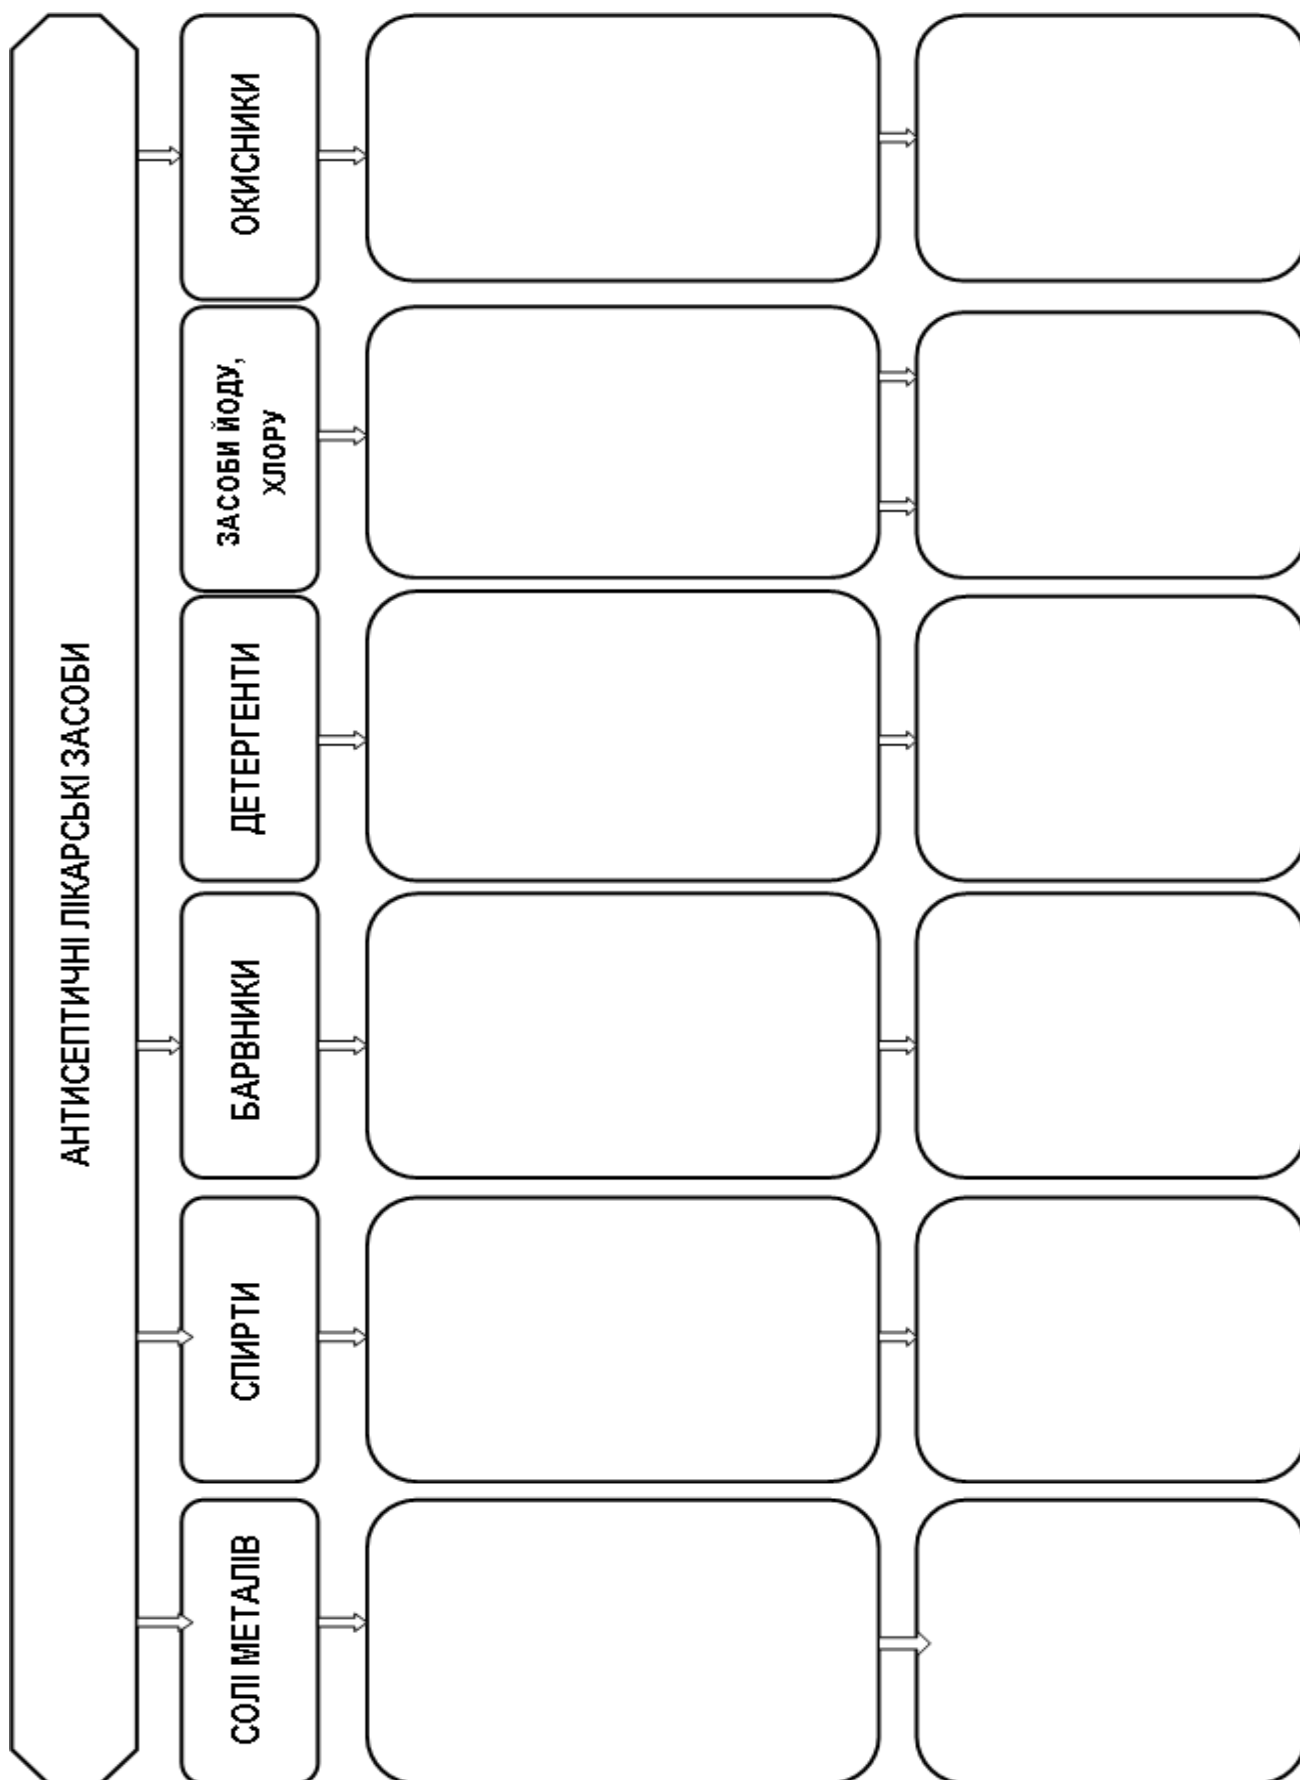 АНТИСЕПТИЧНІ ЛІКАРСЬКІ ЗАСОБИ
СОЛІ МЕТАЛІВ
СПИРТИ
БАРВНИКИ
ДЕТЕРГЕНТИ
ЗАСОБИ ЙОДУ,
ХЛОРУ
ОКИСНИКИ